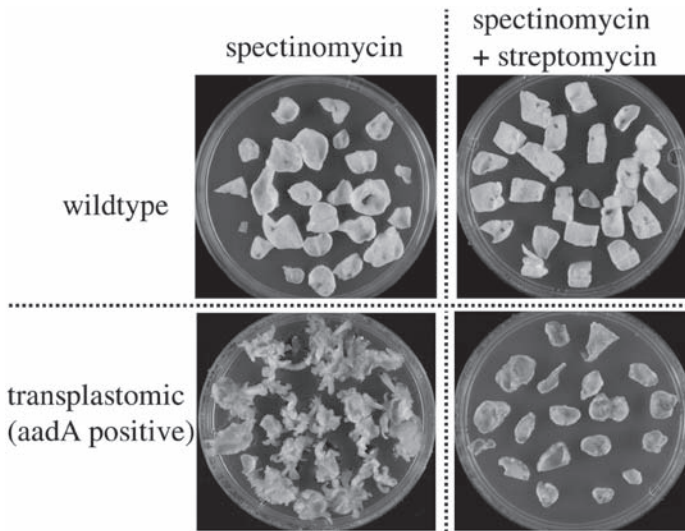 spectinomycin
spectinomycin
+ streptomycin
wildtype
transplastomic
(aadA positive)